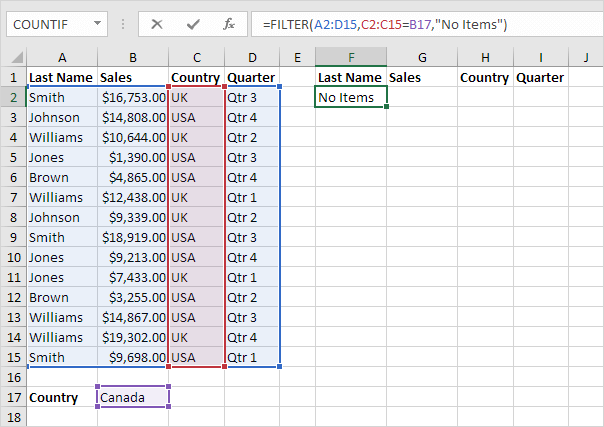 COUNTIF fx =FILTER(A2:D15,C2:C15=B17,"No Items")
A B C D E F G H I J
1 Last Name Sales Country Quarter Last Name Sales Country Quarter
2 Smith $16,753.00 UK Qtr 3 No Items
3 Johnson $14,808.00 USA Qtr 4
4 Williams $10,644.00 UK Qtr 2
5 Jones $1,390.00 USA Qtr 3
6 Brown $4,865.00 USA Qtr 4
7 Williams $12,438.00 UK Qtr 1
8 Johnson $9,339.00 UK Qtr 2
9 Smith $18,919.00 USA Qtr 3
10 Jones $9,213.00 USA Qtr 4
11 Jones $7,433.00 UK Qtr 1
12 Brown $3,255.00 USA Qtr 2
13 Williams $14,867.00 USA Qtr 3
14 Williams $19,302.00 UK Qtr 4
15 Smith $9,698.00 USA Qtr 1
16
17 Country Canada
18